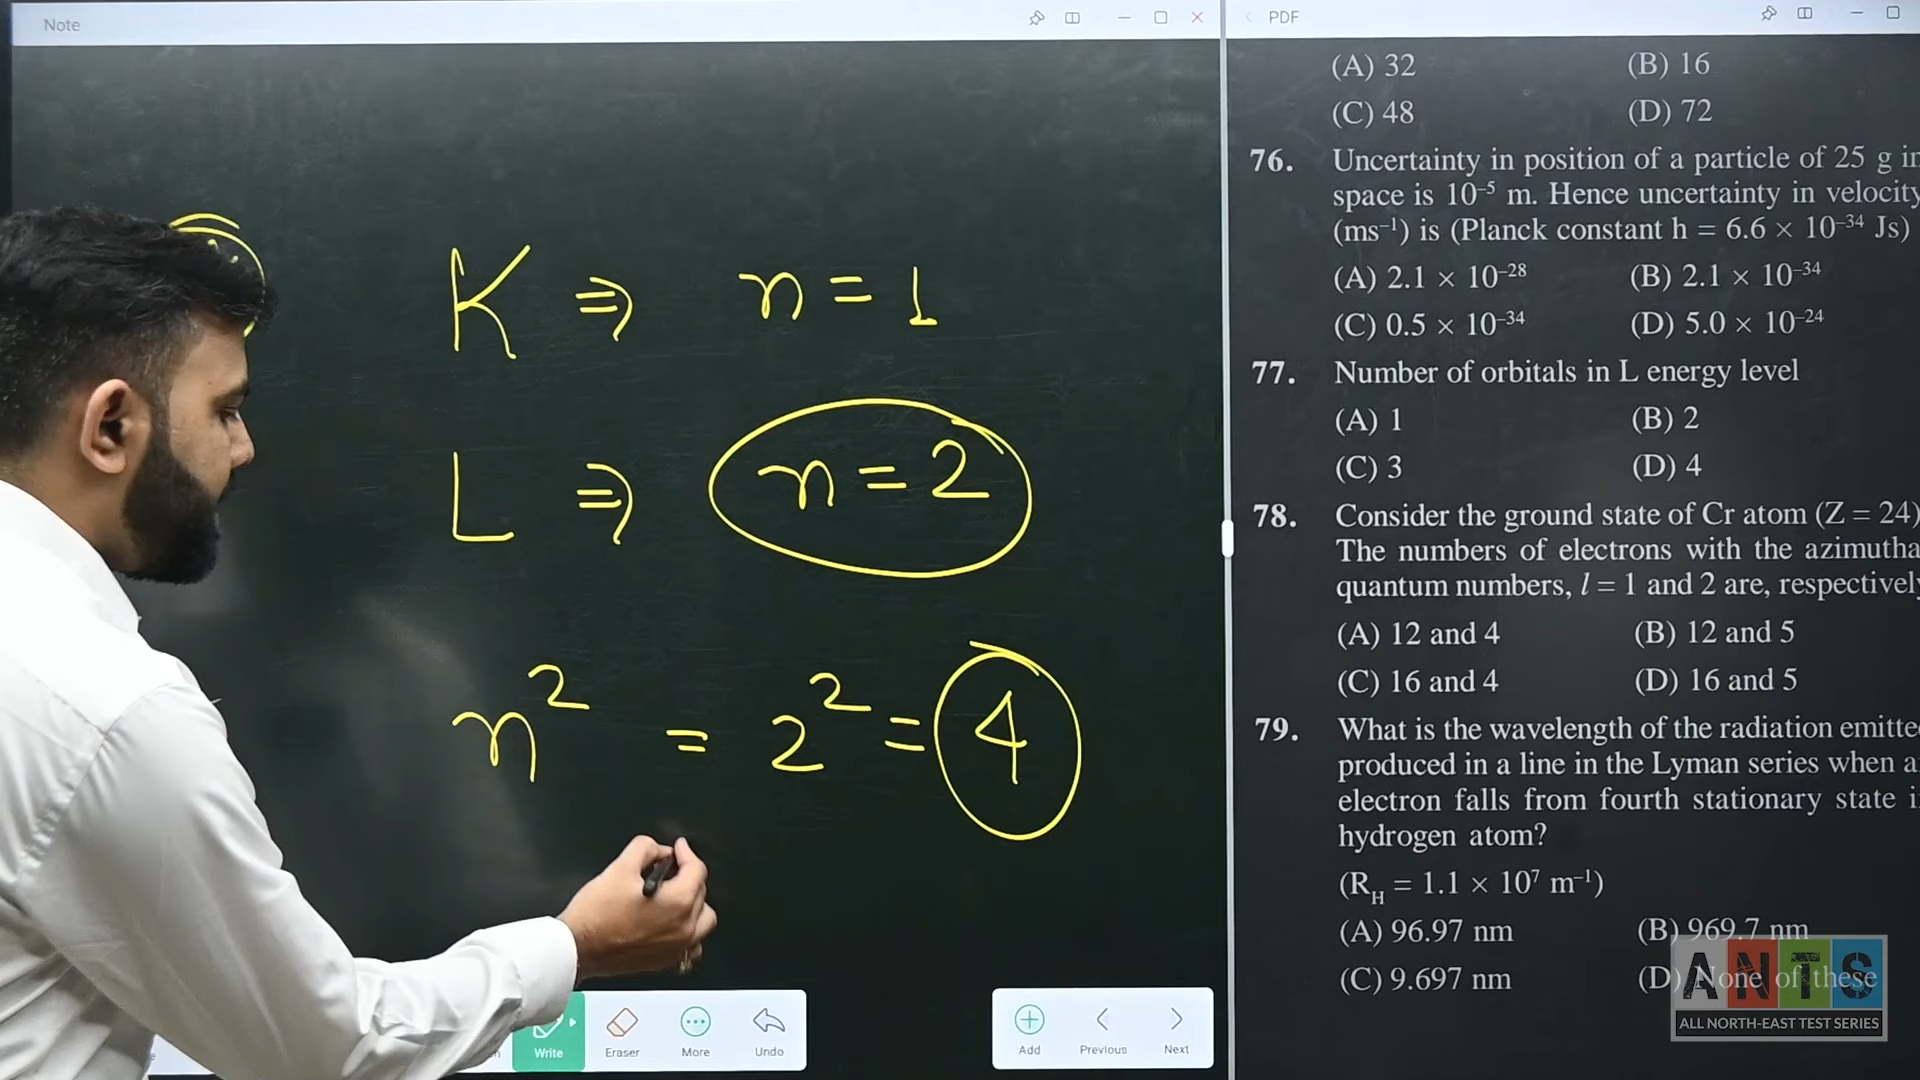 Note
K ⇒ n = 1
L ⇒ n = 2
n² = 2² = 4
Write
Eraser
More
Undo
Add
Previous
Next
PDF
(A) 32 (B) 16
(C) 48 (D) 72
76. Uncertainty in position of a particle of 25 g in
space is 10⁻⁵ m. Hence uncertainty in velocity
(ms⁻¹) is (Planck constant h = 6.6 × 10⁻³⁴ Js)
(A) 2.1 × 10⁻²⁸ (B) 2.1 × 10⁻³⁴
(C) 0.5 × 10⁻³⁴ (D) 5.0 × 10⁻²⁴
77. Number of orbitals in L energy level
(A) 1 (B) 2
(C) 3 (D) 4
78. Consider the ground state of Cr atom (Z = 24)
The numbers of electrons with the azimutha
quantum numbers, l = 1 and 2 are, respectively
(A) 12 and 4 (B) 12 and 5
(C) 16 and 4 (D) 16 and 5
79. What is the wavelength of the radiation emitte
produced in a line in the Lyman series when a
electron falls from fourth stationary state i
hydrogen atom?
(R_H = 1.1 × 10⁷ m⁻¹)
(A) 96.97 nm (B) 969.7 nm
(C) 9.697 nm (D) None of these
ANTS
ALL NORTH-EAST TEST SERIES